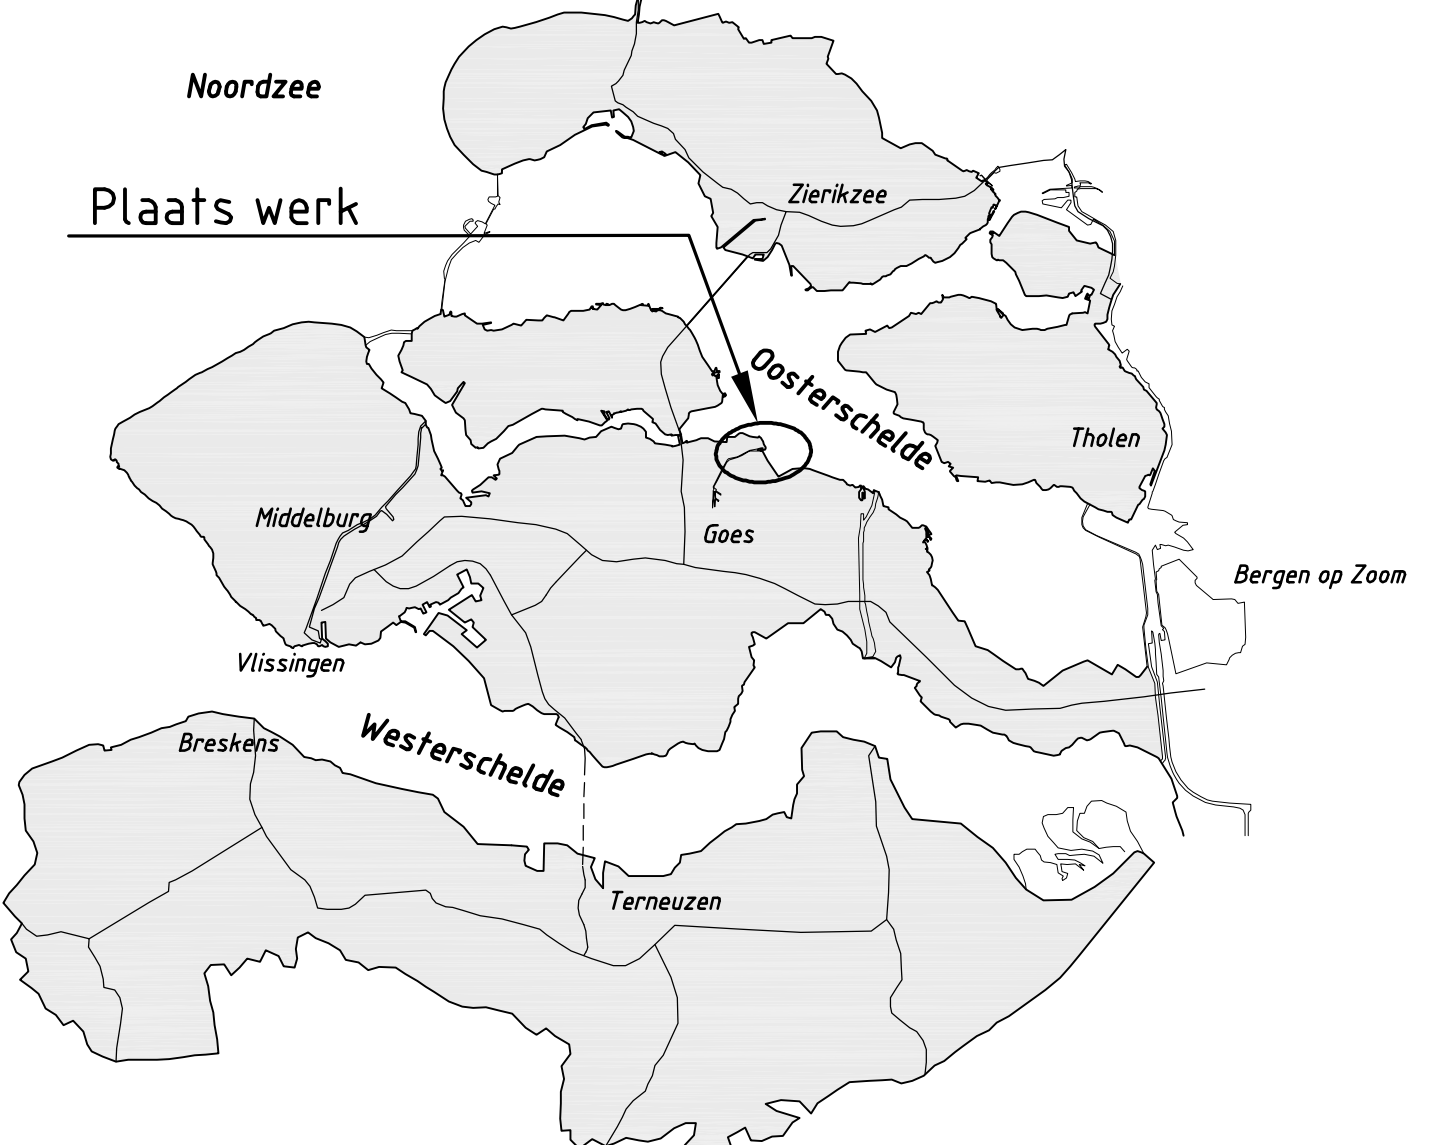 Noordzee
Plaats werk
Zierikzee
Oosterschelde
Tholen
Middelburg
Goes
Bergen op Zoom
Vlissingen
Breskens
Westerschelde
Terneuzen